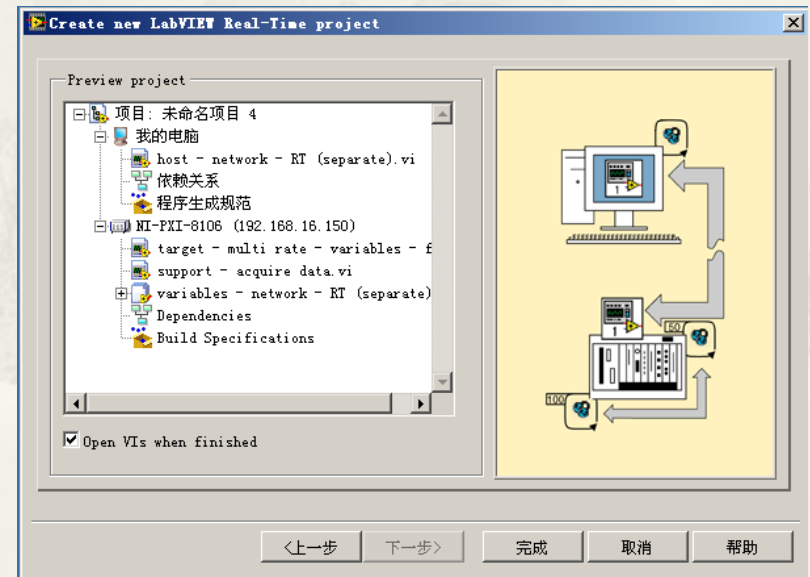 Create new LabVIEW Real-Time project
Preview project
项目: 未命名项目 4
我的电脑
host - network - RT (separate).vi
依赖关系
程序生成规范
NI-PXI-8106 (192.168.16.150)
target - multi rate - variables - f
support - acquire data.vi
variables - network - RT (separate)
Dependencies
Build Specifications
Open VIs when finished
1
1
50
100
<上一步
下一步>
完成
取消
帮助